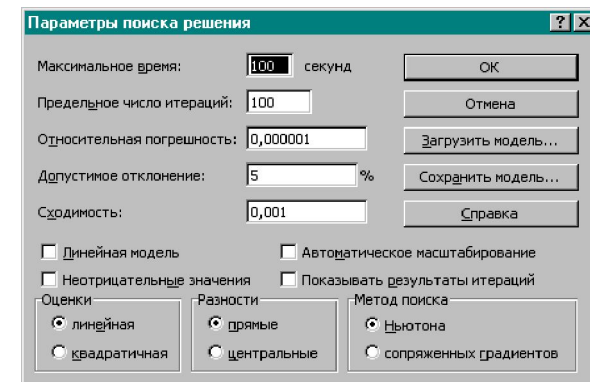 Параметры поиска решения
Максимальное время: 100 секунд ОК
Предельное число итераций: 100 Отмена
Относительная погрешность: 0,000001 Загрузить модель...
Допустимое отклонение: 5 % Сохранить модель...
Сходимость: 0,001 Справка
Линейная модель Автоматическое масштабирование
Неотрицательные значения Показывать результаты итераций
Оценки Разности Метод поиска
линейная прямые Ньютона
квадратичная центральные сопряженных градиентов